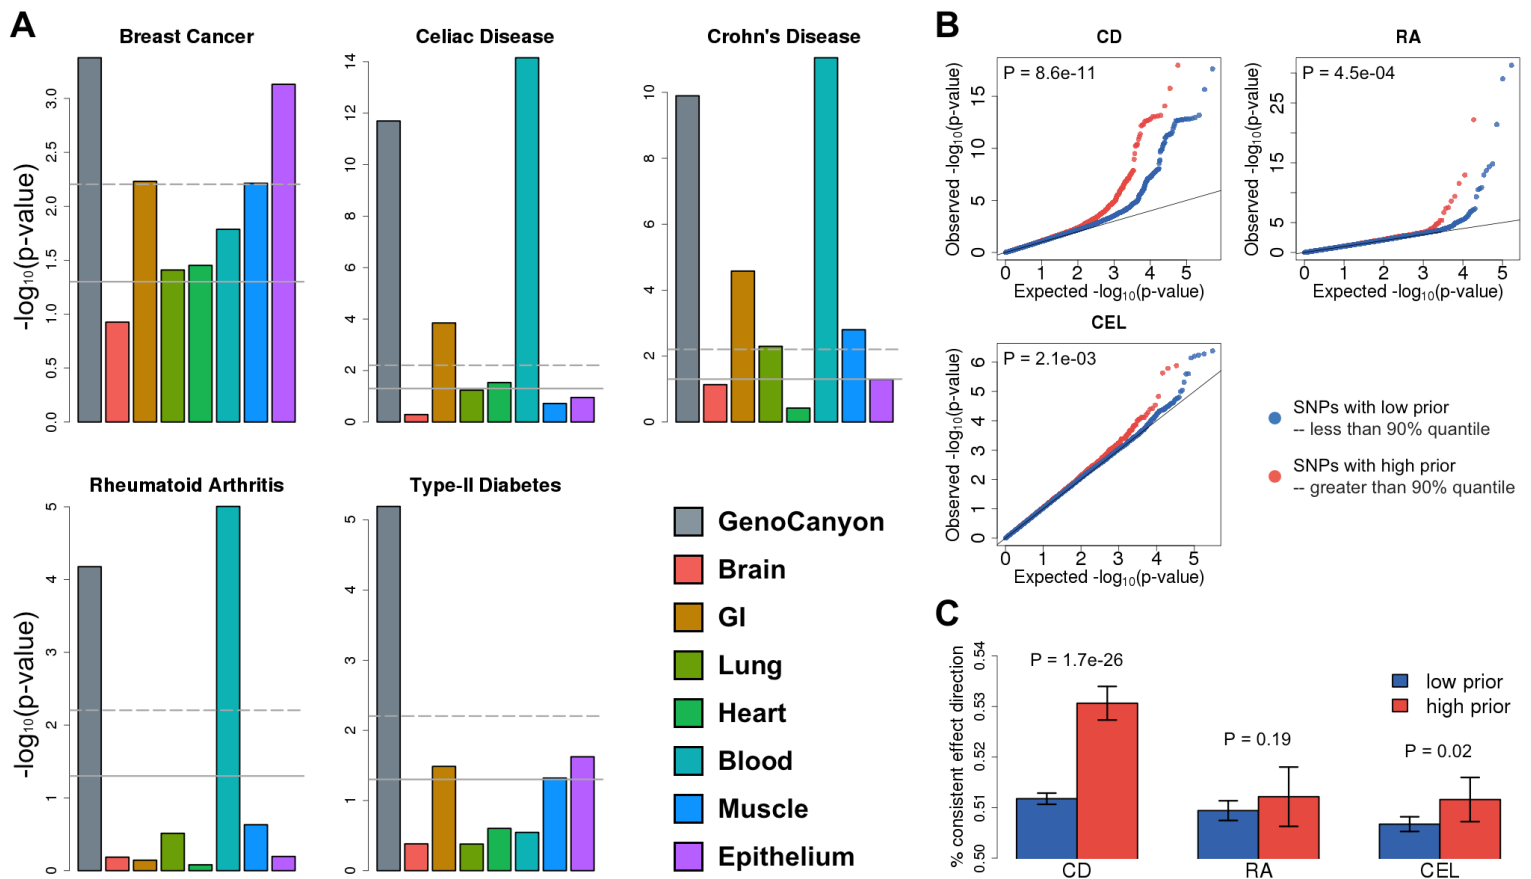 A
Breast Cancer
Celiac Disease
Crohn's Disease
-log10(p-value)
0.0 0.5 1.0 1.5 2.0 2.5 3.0
0 2 4 6 8 10 12 14
0 2 4 6 8 10
Rheumatoid Arthritis
Type-II Diabetes
-log10(p-value)
0 1 2 3 4 5
0 1 2 3 4 5
GenoCanyon
Brain
GI
Lung
Heart
Blood
Muscle
Epithelium
B
CD
P = 8.6e-11
Observed -log10(p-value)
0 5 10 15
0 1 2 3 4 5
Expected -log10(p-value)
RA
P = 4.5e-04
Observed -log10(p-value)
0 5 15 25
0 1 2 3 4 5
Expected -log10(p-value)
CEL
P = 2.1e-03
Observed -log10(p-value)
0 1 2 3 4 5 6
0 1 2 3 4 5
Expected -log10(p-value)
SNPs with low prior
-- less than 90% quantile
SNPs with high prior
-- greater than 90% quantile
C
% consistent effect direction
0.50 0.51 0.52 0.53 0.54
P = 1.7e-26
P = 0.19
P = 0.02
low prior
high prior
CD
RA
CEL